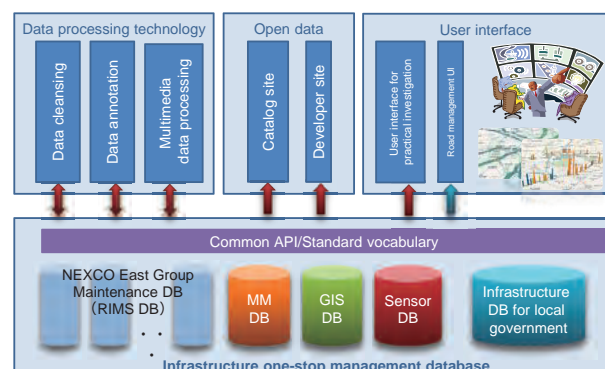 Data processing technology
Open data
User interface
Data cleansing
Data annotation
Multimedia
data processing
Catalog site
Developer site
User interface for
practical investigation
Road management UI
Common API/Standard vocabulary
NEXCO East Group
Maintenance DB
(RIMS DB)
. . .
MM
DB
GIS
DB
Sensor
DB
Infrastructure
DB for local
government
Infrastructure one-stop management database